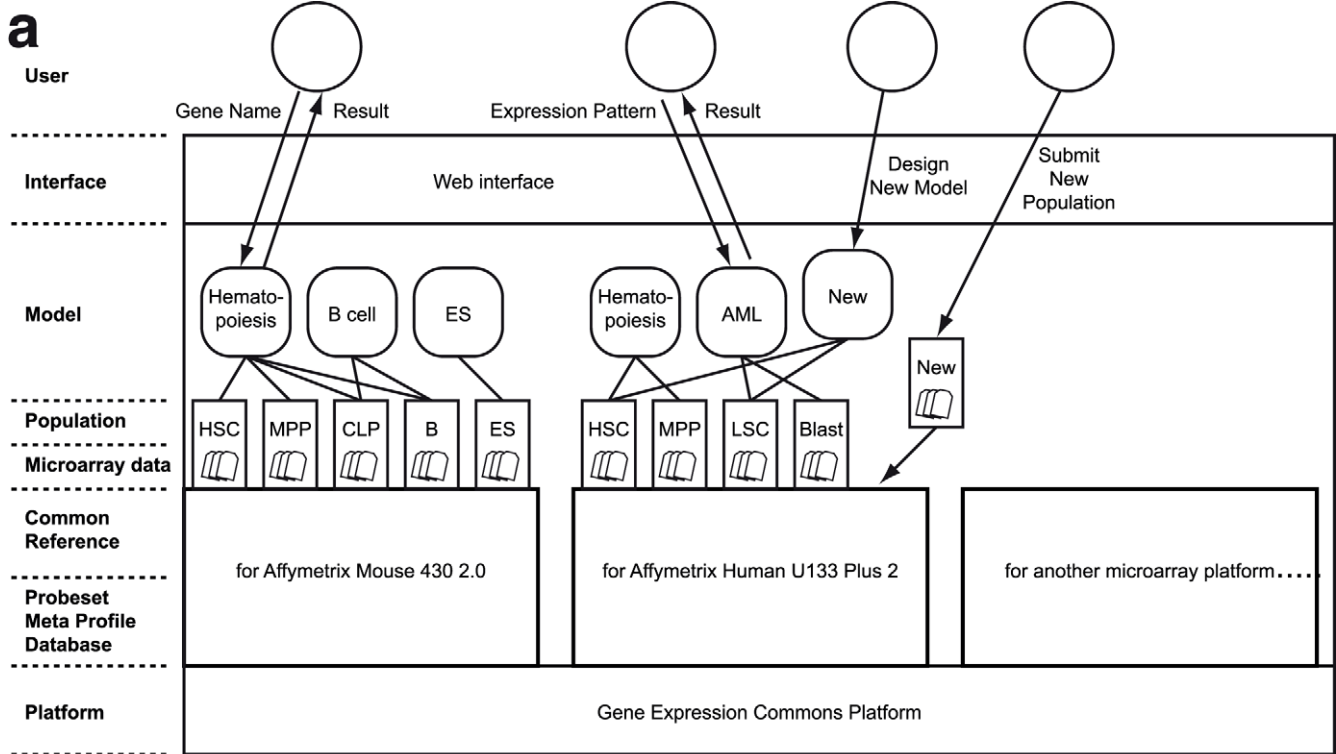 a
User
Gene Name
Result
Expression Pattern
Result
Interface
Web interface
Design
New Model
Submit
New
Population
Model
Hemato-
poiesis
B cell
ES
Hemato-
poiesis
AML
New
New
Population
HSC
MPP
CLP
B
ES
HSC
MPP
LSC
Blast
Microarray data
Common
Reference
for Affymetrix Mouse 430 2.0
for Affymetrix Human U133 Plus 2
for another microarray platform.....
Probeset
Meta Profile
Database
Platform
Gene Expression Commons Platform